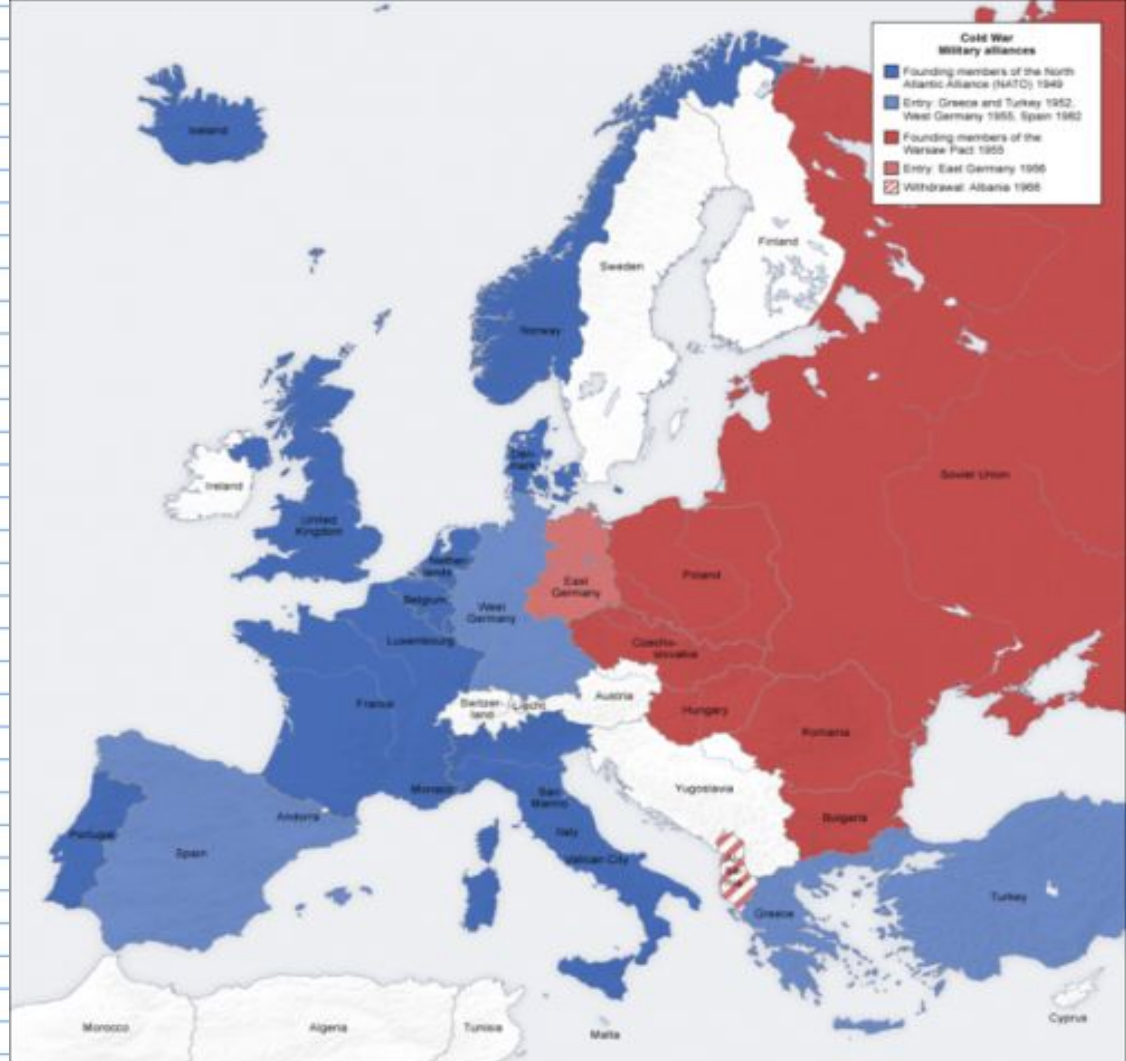 Cold War
Military alliances
Founding members of the North
Atlantic Alliance (NATO) 1949
Entry: Greece and Turkey 1952,
West Germany 1955, Spain 1982
Founding members of the
Warsaw Pact 1955
Entry: East Germany 1956
Withdrawal: Albania 1968
Iceland
Finland
Sweden
Norway
Den-
mark
Ireland
United
Kingdom
Soviet Union
Nether-
lands
Belgium
East
Germany
Poland
West
Germany
Luxembourg
Czecho-
slovakia
France
Switzer-
land
Liecht.
Austria
Hungary
Romania
Monaco
San
Marino
Yugoslavia
Andorra
Portugal
Spain
Italy
Vatican City
Bulgaria
Greece
Turkey
Morocco
Algeria
Tunisia
Malta
Cyprus